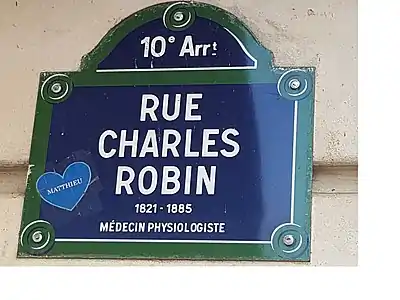 10e Arrt
RUE
CHARLES
ROBIN
1821 - 1885
MÉDECIN PHYSIOLOGISTE
MATTHIEU